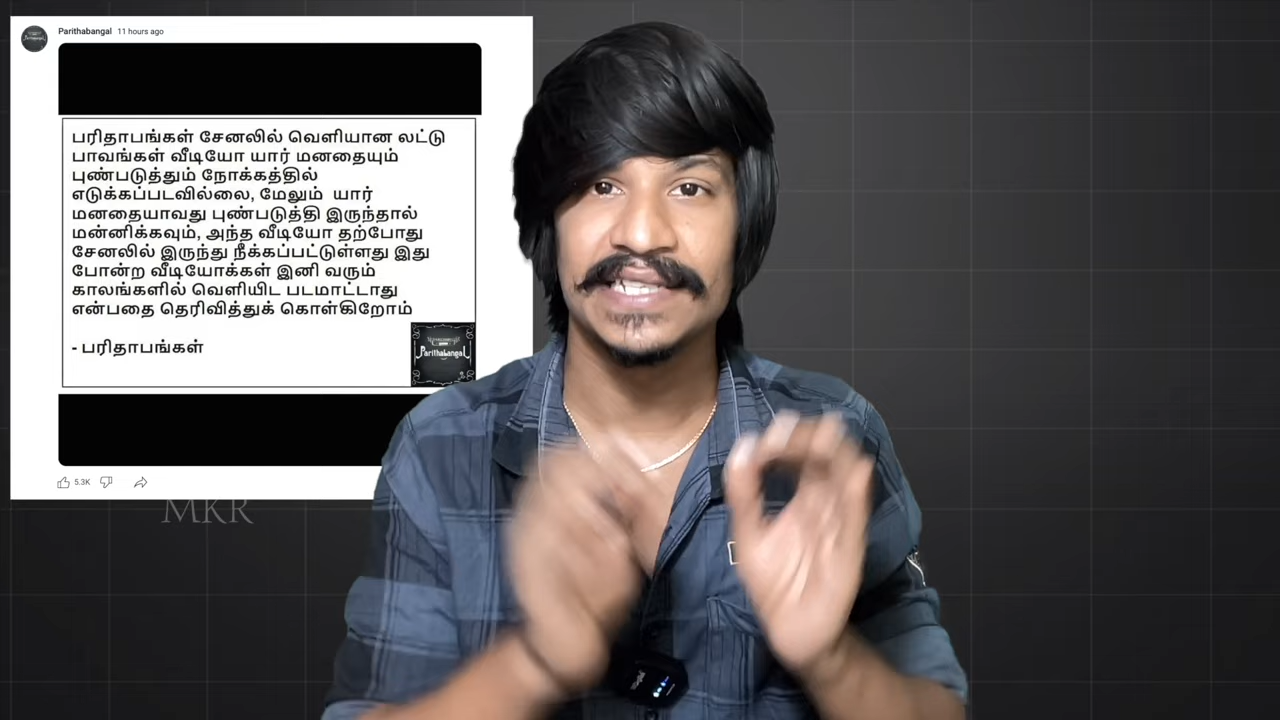 Parithabangal 11 hours ago
பரிதாபங்கள் சேனலில் வெளியான லட்டு
பாவங்கள் வீடியோ யார் மனதையும்
புண்படுத்தும் நோக்கத்தில்
எடுக்கப்படவில்லை, மேலும் யார்
மனதையாவது புண்படுத்தி இருந்தால்
மன்னிக்கவும், அந்த வீடியோ தற்போது
சேனலில் இருந்து நீக்கப்பட்டுள்ளது இது
போன்ற வீடியோக்கள் இனி வரும்
காலங்களில் வெளியிட படமாட்டாது
என்பதை தெரிவித்துக் கொள்கிறோம்
- பரிதாபங்கள்
Parithabangal
5.3K
MKR